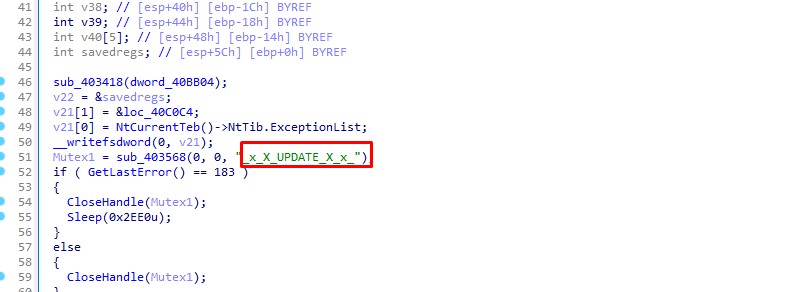 41 int v38; // [esp+40h] [ebp-1Ch] BYREF
42 int v39; // [esp+44h] [ebp-18h] BYREF
43 int v40[5]; // [esp+48h] [ebp-14h] BYREF
44 int savedregs; // [esp+5Ch] [ebp+0h] BYREF
45
46 sub_403418(dword_40BB04);
47 v22 = &savedregs;
48 v21[1] = &loc_40C0C4;
49 v21[0] = NtCurrentTeb()->NtTib.ExceptionList;
50 __writefsdword(0, v21);
51 Mutex1 = sub_403568(0, 0, "_x_X_UPDATE_X_x_");
52 if ( GetLastError() == 183 )
53 {
54 CloseHandle(Mutex1);
55 Sleep(0x2EE0u);
56 }
57 else
58 {
59 CloseHandle(Mutex1);
60 }